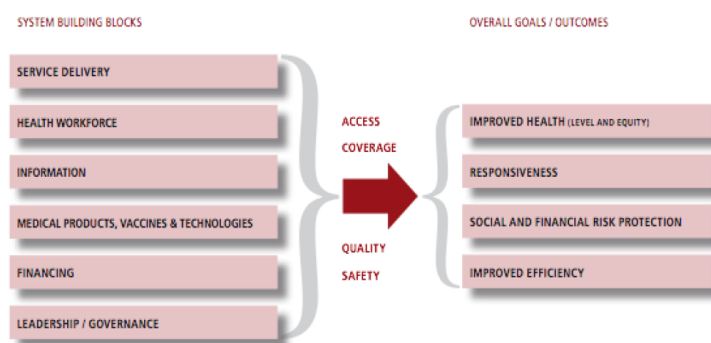 SYSTEM BUILDING BLOCKS
SERVICE DELIVERY
HEALTH WORKFORCE
INFORMATION
MEDICAL PRODUCTS, VACCINES & TECHNOLOGIES
FINANCING
LEADERSHIP / GOVERNANCE
ACCESS
COVERAGE
QUALITY
SAFETY
OVERALL GOALS / OUTCOMES
IMPROVED HEALTH (LEVEL AND EQUITY)
RESPONSIVENESS
SOCIAL AND FINANCIAL RISK PROTECTION
IMPROVED EFFICIENCY